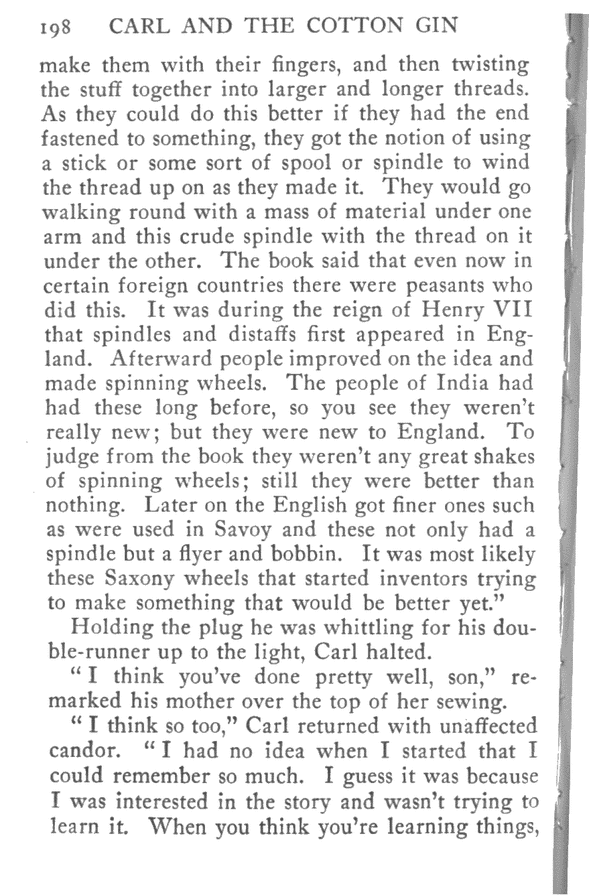 198 CARL AND THE COTTON GIN
make them with their fingers, and then twisting
the stuff together into larger and longer threads.
As they could do this better if they had the end
fastened to something, they got the notion of using
a stick or some sort of spool or spindle to wind
the thread up on as they made it. They would go
walking round with a mass of material under one
arm and this crude spindle with the thread on it
under the other. The book said that even now in
certain foreign countries there were peasants who
did this. It was during the reign of Henry VII
that spindles and distaffs first appeared in Eng-
land. Afterward people improved on the idea and
made spinning wheels. The people of India had
had these long before, so you see they weren't
really new; but they were new to England. To
judge from the book they weren't any great shakes
of spinning wheels; still they were better than
nothing. Later on the English got finer ones such
as were used in Savoy and these not only had a
spindle but a flyer and bobbin. It was most likely
these Saxony wheels that started inventors trying
to make something that would be better yet."
Holding the plug he was whittling for his dou-
ble-runner up to the light, Carl halted.
"I think you've done pretty well, son," re-
marked his mother over the top of her sewing.
"I think so too," Carl returned with unaffected
candor. "I had no idea when I started that I
could remember so much. I guess it was because
I was interested in the story and wasn't trying to
learn it. When you think you're learning things,